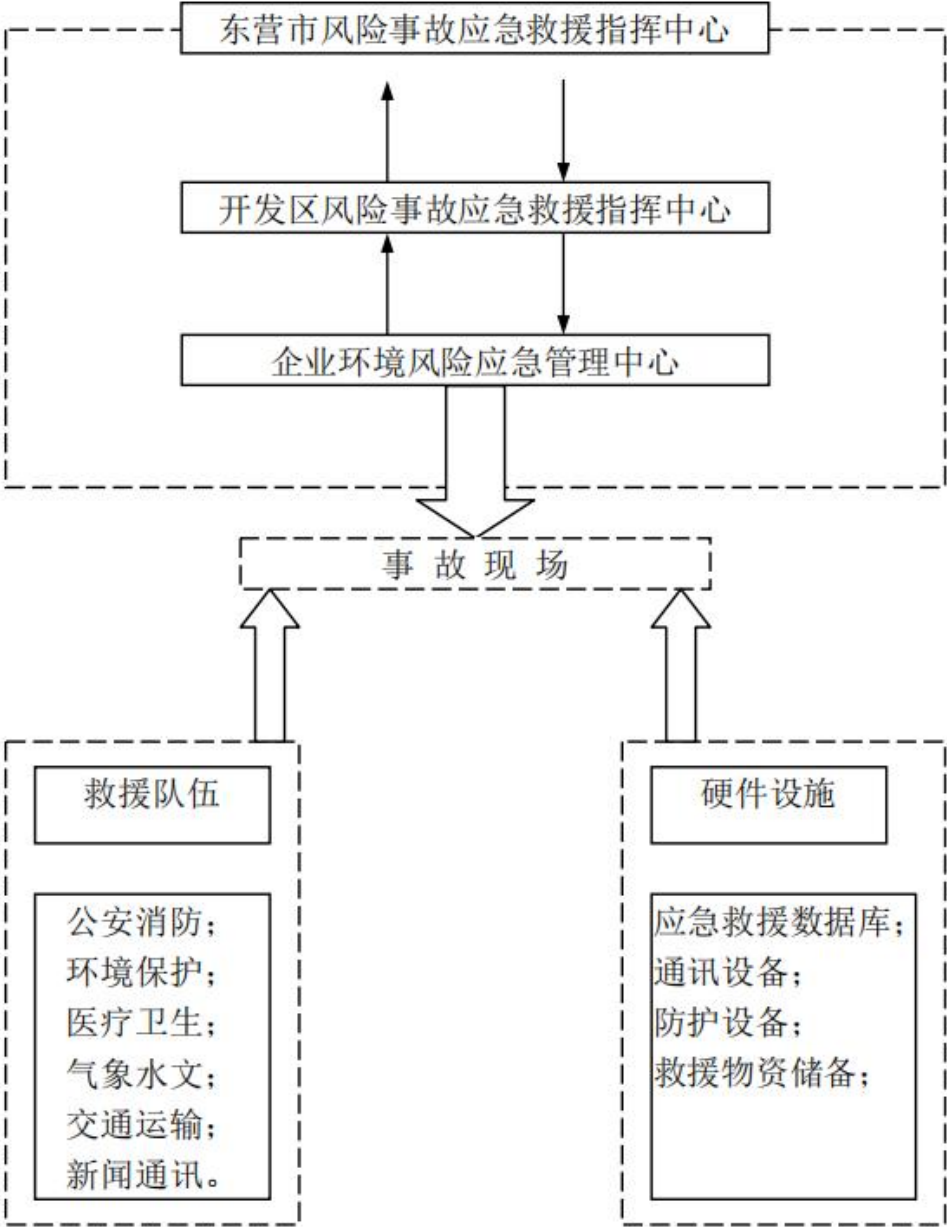 东营市风险事故应急救援指挥中心
开发区风险事故应急救援指挥中心
企业环境风险应急管理中心
事故现场
救援队伍
公安消防；
环境保护；
医疗卫生；
气象水文；
交通运输；
新闻通讯。
硬件设施
应急救援数据库；
通讯设备；
防护设备；
救援物资储备；